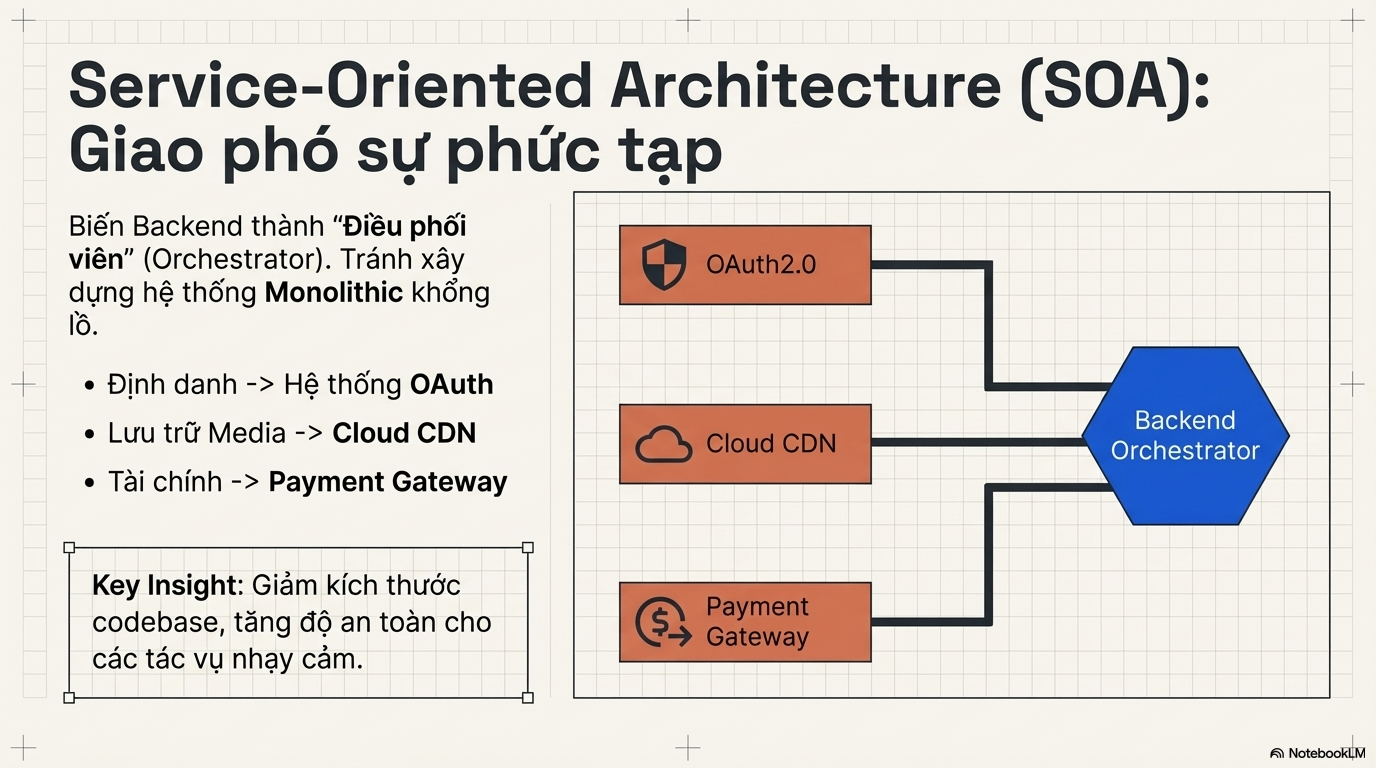 Service-Oriented Architecture (SOA):
Giao phó sự phức tạp
Biến Backend thành “Điều phối
viên” (Orchestrator). Tránh xây
dựng hệ thống Monolithic khổng
lồ.
• Định danh -> Hệ thống OAuth
• Lưu trữ Media -> Cloud CDN
• Tài chính -> Payment Gateway
Key Insight: Giảm kích thước
codebase, tăng độ an toàn cho
các tác vụ nhạy cảm.
OAuth2.0
Cloud CDN
Payment
Gateway
Backend
Orchestrator
NotebookLM